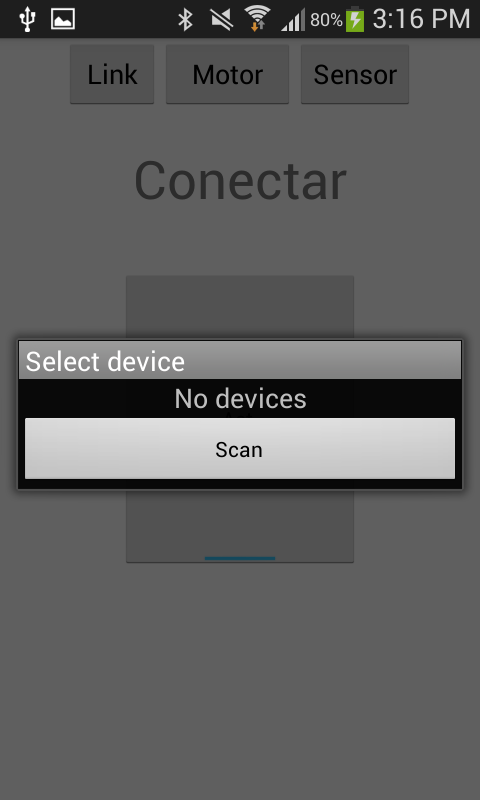 80% 3:16 PM
Link Motor Sensor
Conectar
Select device
No devices
Scan